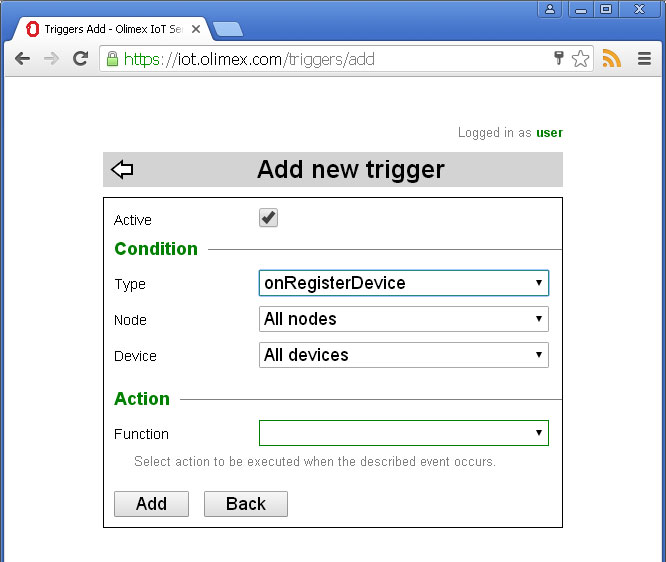 Triggers Add - Olimex IoT Se
https://iot.olimex.com/triggers/add
Logged in as user
Add new trigger
Active
Condition
Type onRegisterDevice
Node All nodes
Device All devices
Action
Function
Select action to be executed when the described event occurs.
Add Back